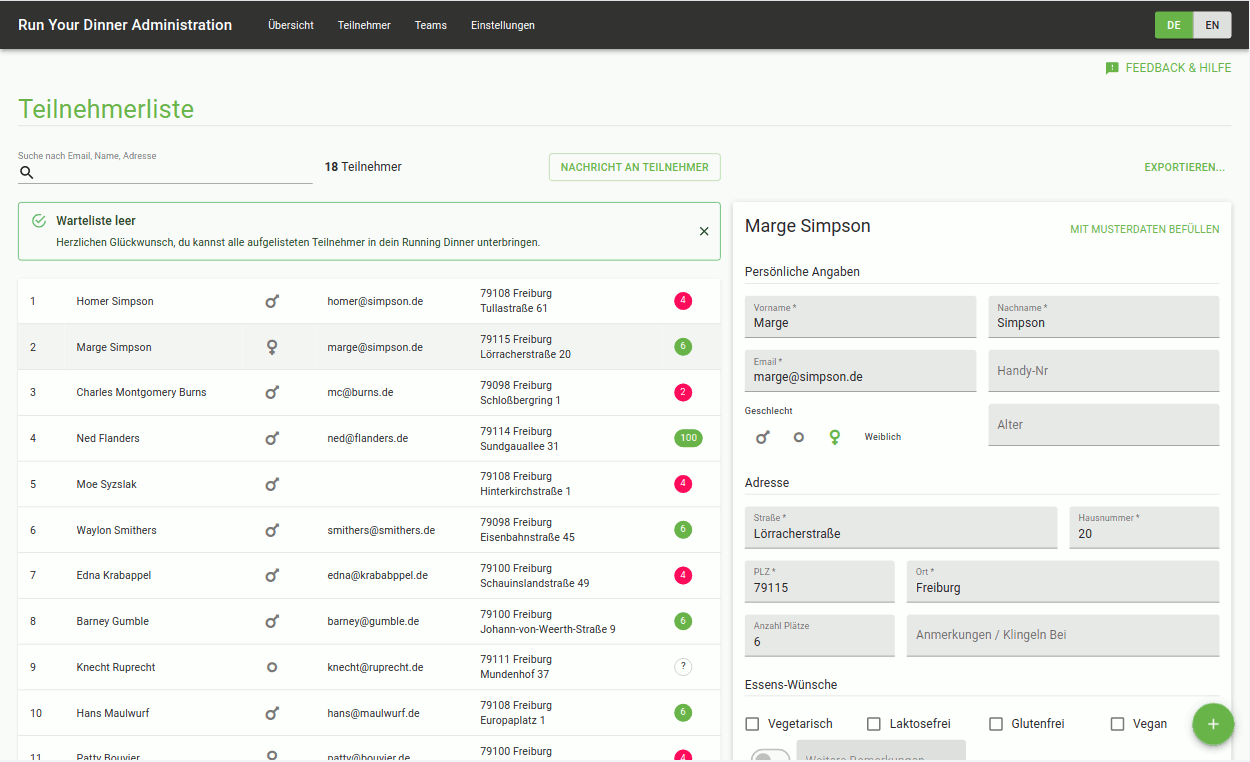 Run Your Dinner Administration Übersicht Teilnehmer Teams Einstellungen DE EN
FEEDBACK & HILFE
Teilnehmerliste
Suche nach Email, Name, Adresse
18 Teilnehmer NACHRICHT AN TEILNEHMER EXPORTIEREN...
Warteliste leer
Herzlichen Glückwunsch, du kannst alle aufgelisteten Teilnehmer in dein Running Dinner unterbringen.
1 Homer Simpson homer@simpson.de 79108 Freiburg
Tullastraße 61 4
2 Marge Simpson marge@simpson.de 79115 Freiburg
Lörracherstraße 20 6
3 Charles Montgomery Burns mc@burns.de 79098 Freiburg
Schloßbergring 1 2
4 Ned Flanders ned@flanders.de 79114 Freiburg
Sundgauallee 31 100
5 Moe Syzslak 79108 Freiburg
Hinterkirchstraße 1 4
6 Waylon Smithers smithers@smithers.de 79098 Freiburg
Eisenbahnstraße 45 6
7 Edna Krabappel edna@krababppel.de 79100 Freiburg
Schauinslandstraße 49 4
8 Barney Gumble barney@gumble.de 79100 Freiburg
Johann-von-Weerth-Straße 9 6
9 Knecht Ruprecht knecht@ruprecht.de 79111 Freiburg
Mundenhof 37 ?
10 Hans Maulwurf hans@maulwurf.de 79108 Freiburg
Europaplatz 1 6
11 Patty Bouvier patty@bouvier.de 79100 Freiburg
4
Marge Simpson MIT MUSTERDATEN BEFÜLLEN
Persönliche Angaben
Vorname * Nachname *
Marge Simpson
Email *
marge@simpson.de Handy-Nr
Geschlecht
Weiblich Alter
Adresse
Straße * Hausnummer *
Lörracherstraße 20
PLZ * Ort *
79115 Freiburg
Anzahl Plätze
6 Anmerkungen / Klingeln Bei
Essens-Wünsche
Vegetarisch Laktosefrei Glutenfrei Vegan +
Weitere Bemerkungen